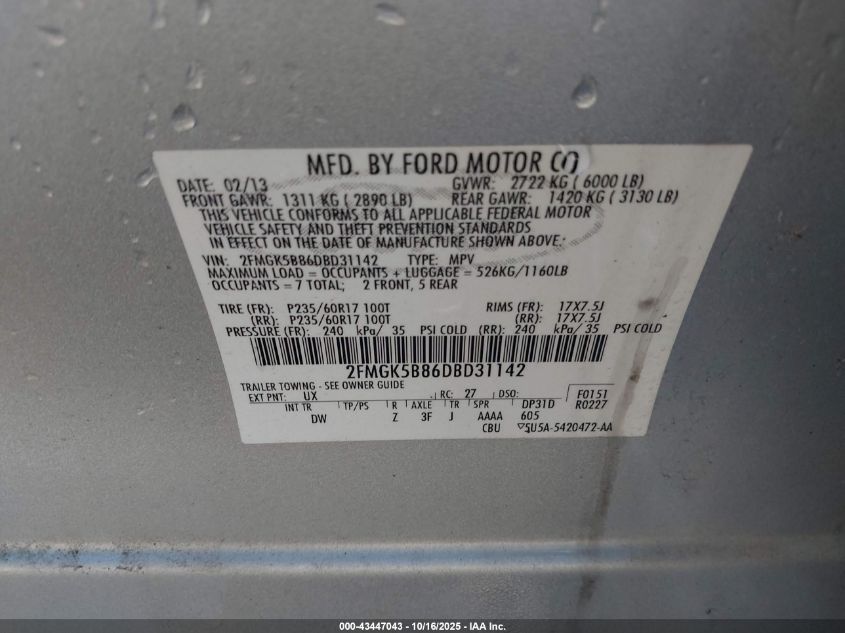 MFD. BY FORD MOTOR CO
DATE: 02/13 GVWR: 2722 KG ( 6000 LB)
FRONT GAWR: 1311 KG ( 2890 LB) REAR GAWR: 1420 KG ( 3130 LB)
THIS VEHICLE CONFORMS TO ALL APPLICABLE FEDERAL MOTOR
VEHICLE SAFETY AND THEFT PREVENTION STANDARDS
IN EFFECT ON THE DATE OF MANUFACTURE SHOWN ABOVE.
VIN: 2FMGK5B86DBD31142 TYPE: MPV
MAXIMUM LOAD = OCCUPANTS + LUGGAGE = 526KG/1160LB
OCCUPANTS = 7 TOTAL; 2 FRONT, 5 REAR
TIRE (FR): P235/60R17 100T RIMS (FR): 17X7.5J
(RR): P235/60R17 100T (RR): 17X7.5J
PRESSURE (FR): 240 kPa/ 35 PSI COLD (RR): 240 kPa/ 35 PSI COLD
2FMGK5B86DBD31142
TRAILER TOWING - SEE OWNER GUIDE
EXT PNT: UX RC: 27 DSO: F0151
INT TR TP/PS R AXLE TR SPR DP31D R0227
DW Z 3F J AAAA 605
CBU 5U5A-5420472-AA
000-43447043 | 10/16/2025 - IAA Inc.